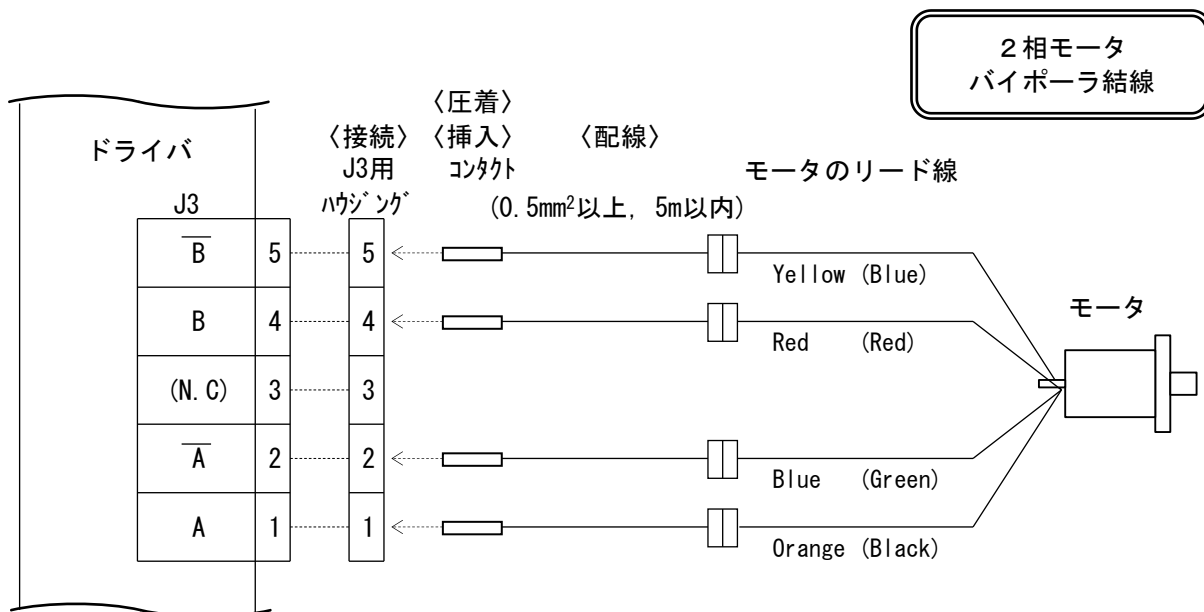 ２相モータ
バイポーラ結線
ドライバ
〈接続〉
J3用
ﾊｳｼﾞﾝｸﾞ
〈圧着〉
〈挿入〉
ｺﾝﾀｸﾄ
〈配線〉
(0.5mm²以上, 5m以内)
モータのリード線
モータ
J3
B̅ 5 5 Yellow (Blue)
B 4 4 Red (Red)
(N.C) 3 3
A̅ 2 2 Blue (Green)
A 1 1 Orange (Black)